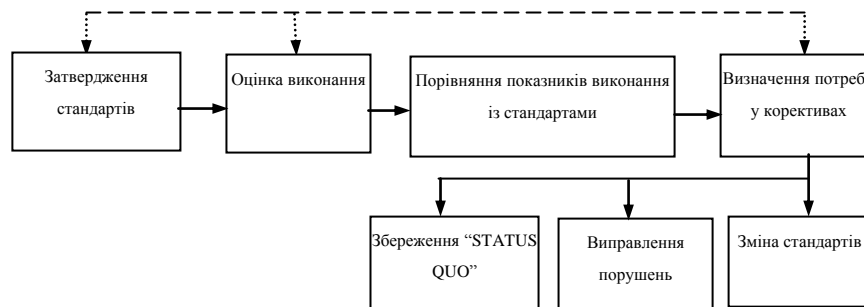 Затвердження
стандартів
Оцінка виконання
Порівняння показників виконання
із стандартами
Визначення потреб
у корективах
Збереження “STATUS
QUO”
Виправлення
порушень
Зміна стандартів